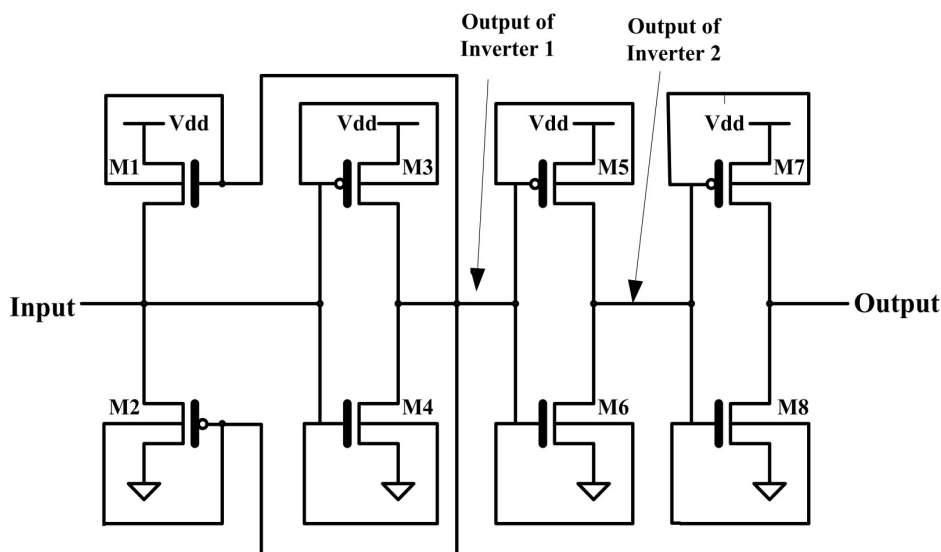 Output of
Inverter 1
Output of
Inverter 2
Vdd
Vdd
Vdd
Vdd
M1
M3
M5
M7
Input
Output
M2
M4
M6
M8